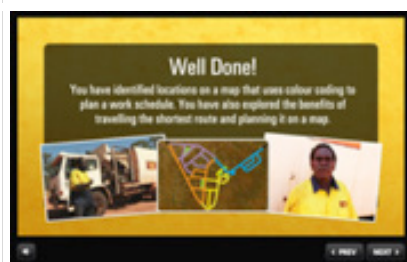 Well Done!
You have identified locations on a map that uses colour coding to
plan a work schedule. You have also explored the benefits of
travelling the shortest route and planning it on a map.
‹ PREV NEXT ›